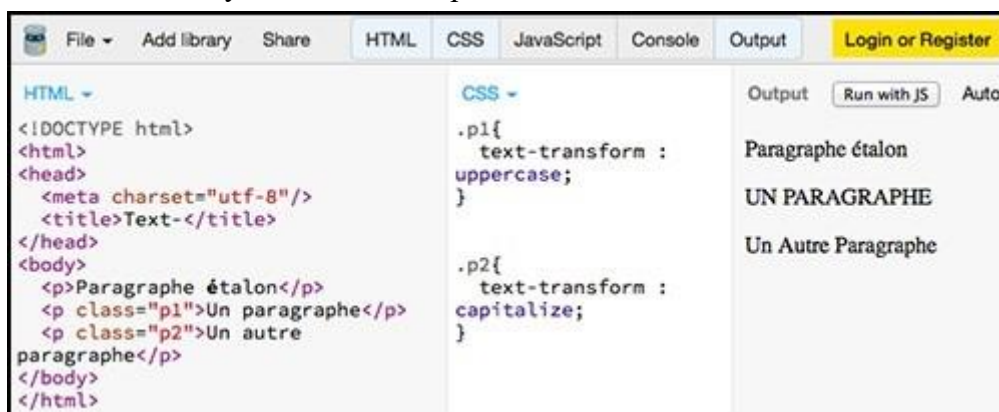 File Add library Share HTML CSS JavaScript Console Output Login or Register
HTML
<!DOCTYPE html>
<html>
<head>
<meta charset="utf-8"/>
<title>Text-</title>
</head>
<body>
<p>Paragraphe étalon</p>
<p class="p1">Un paragraphe</p>
<p class="p2">Un autre
paragraphe</p>
</body>
</html>
CSS
.p1{
text-transform :
uppercase;
}
.p2{
text-transform :
capitalize;
}
Output Run with JS Auto
Paragraphe étalon
UN PARAGRAPHE
Un Autre Paragraphe